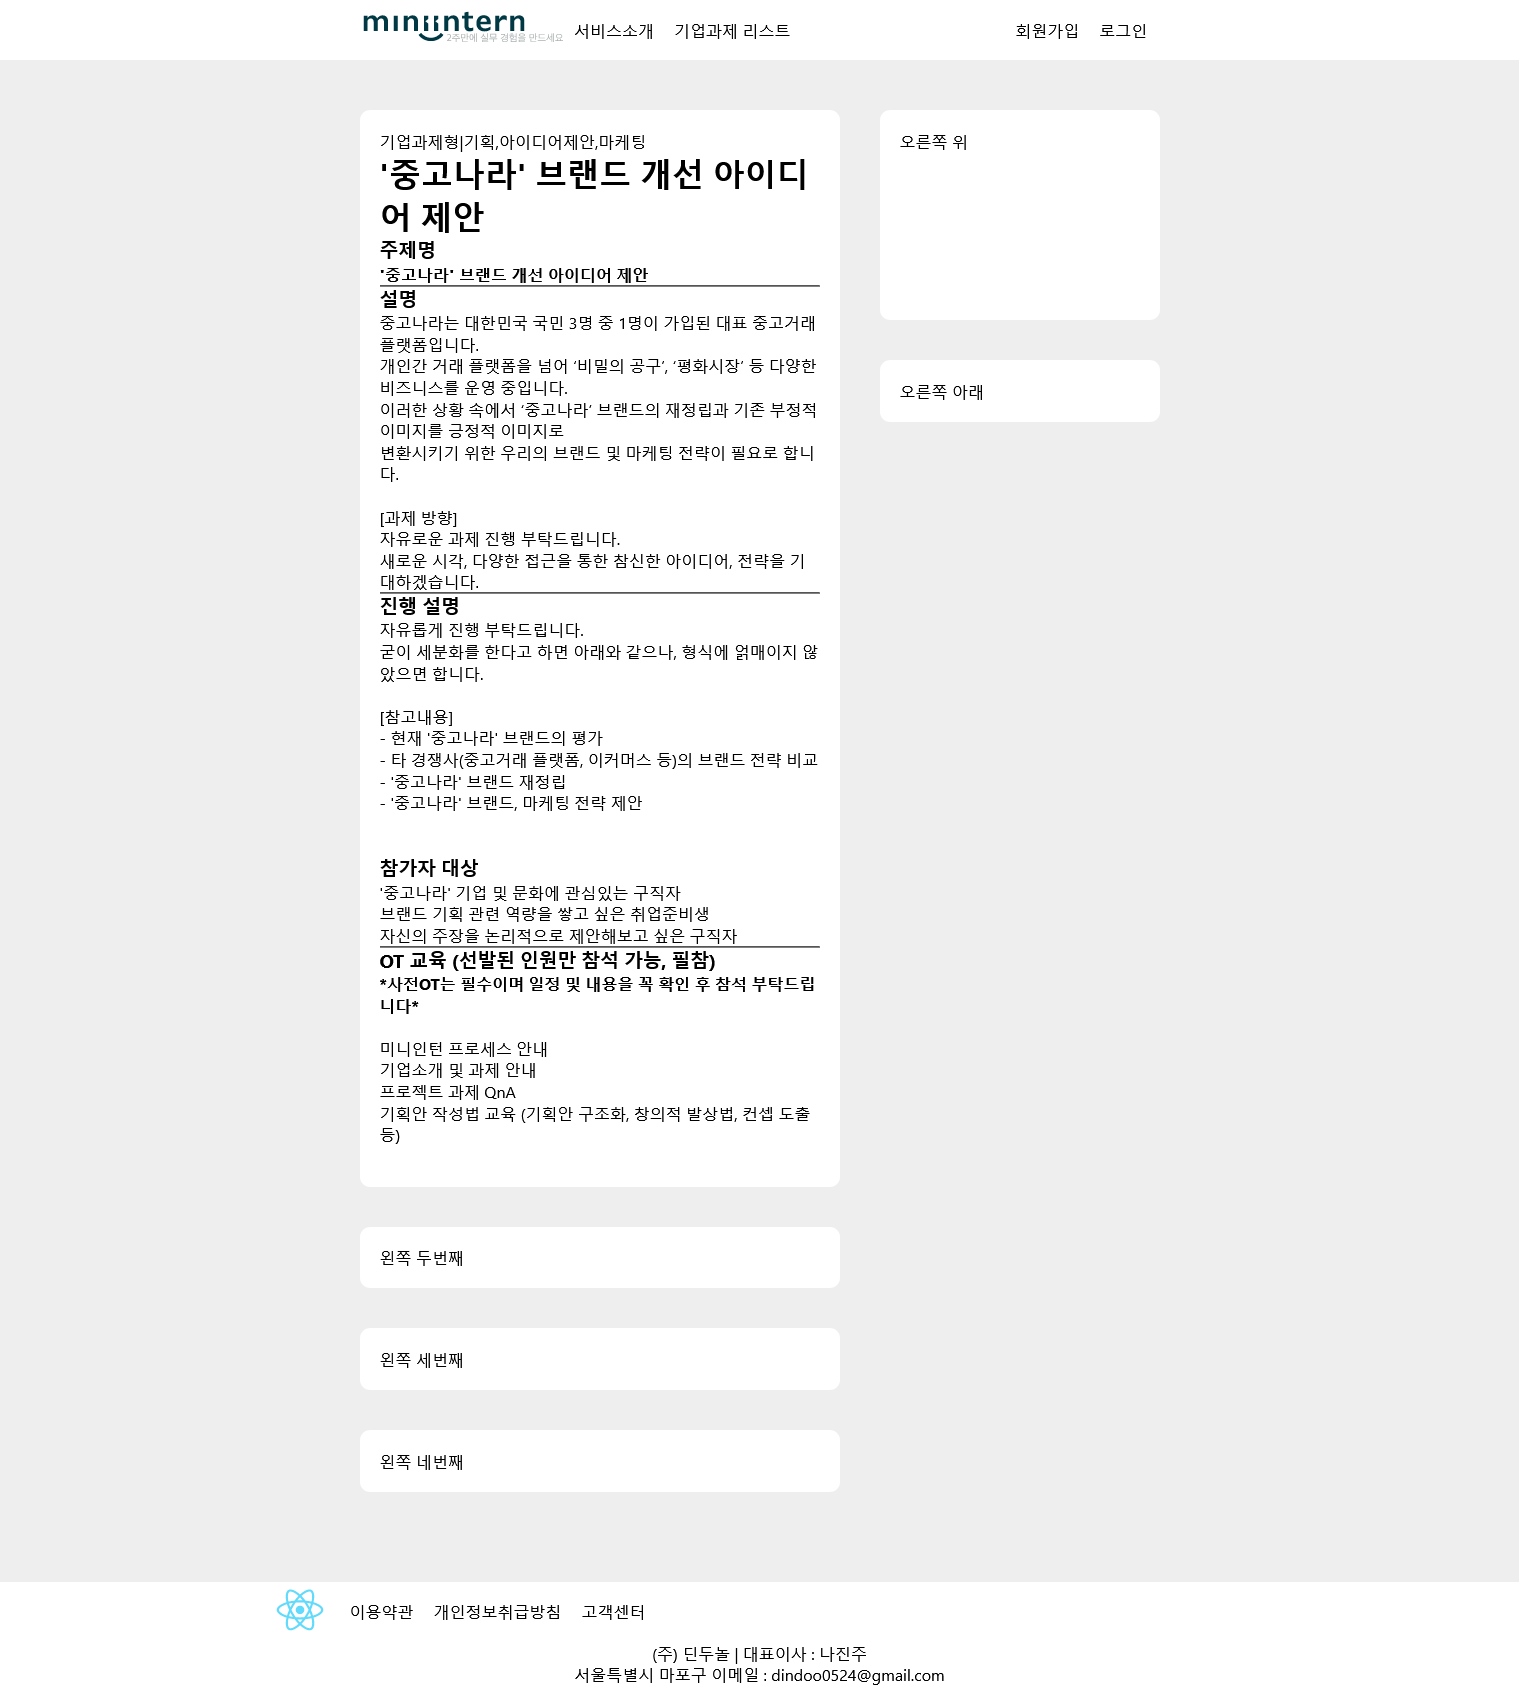 miniintern
2주만에 실무 경험을 만드세요
서비스소개 기업과제 리스트 회원가입 로그인
기업과제형|기획,아이디어제안,마케팅
'중고나라' 브랜드 개선 아이디
어 제안
주제명
'중고나라' 브랜드 개선 아이디어 제안
설명
중고나라는 대한민국 국민 3명 중 1명이 가입된 대표 중고거래
플랫폼입니다.
개인간 거래 플랫폼을 넘어 ‘비밀의 공구’, ‘평화시장’ 등 다양한
비즈니스를 운영 중입니다.
이러한 상황 속에서 ‘중고나라’ 브랜드의 재정립과 기존 부정적
이미지를 긍정적 이미지로
변환시키기 위한 우리의 브랜드 및 마케팅 전략이 필요로 합니
다.
[과제 방향]
자유로운 과제 진행 부탁드립니다.
새로운 시각, 다양한 접근을 통한 참신한 아이디어, 전략을 기
대하겠습니다.
진행 설명
자유롭게 진행 부탁드립니다.
굳이 세분화를 한다고 하면 아래와 같으나, 형식에 얽매이지 않
았으면 합니다.
[참고내용]
- 현재 '중고나라' 브랜드의 평가
- 타 경쟁사(중고거래 플랫폼, 이커머스 등)의 브랜드 전략 비교
- '중고나라' 브랜드 재정립
- '중고나라' 브랜드, 마케팅 전략 제안
참가자 대상
'중고나라' 기업 및 문화에 관심있는 구직자
브랜드 기획 관련 역량을 쌓고 싶은 취업준비생
자신의 주장을 논리적으로 제안해보고 싶은 구직자
OT 교육 (선발된 인원만 참석 가능, 필참)
*사전OT는 필수이며 일정 및 내용을 꼭 확인 후 참석 부탁드립
니다*
미니인턴 프로세스 안내
기업소개 및 과제 안내
프로젝트 과제 QnA
기획안 작성법 교육 (기획안 구조화, 창의적 발상법, 컨셉 도출
등)
왼쪽 두번째
왼쪽 세번째
왼쪽 네번째
오른쪽 위
오른쪽 아래
이용약관 개인정보취급방침 고객센터
(주) 딘두놀 | 대표이사 : 나진주
서울특별시 마포구 이메일 : dindoo0524@gmail.com